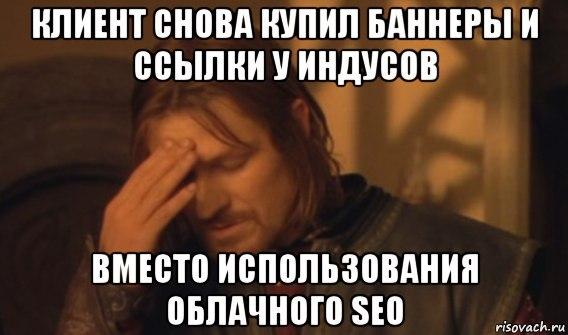 КЛИЕНТ СНОВА КУПИЛ БАННЕРЫ И
ССЫЛКИ У ИНДУСОВ
ВМЕСТО ИСПОЛЬЗОВАНИЯ
ОБЛАЧНОГО SEO
risovach.ru